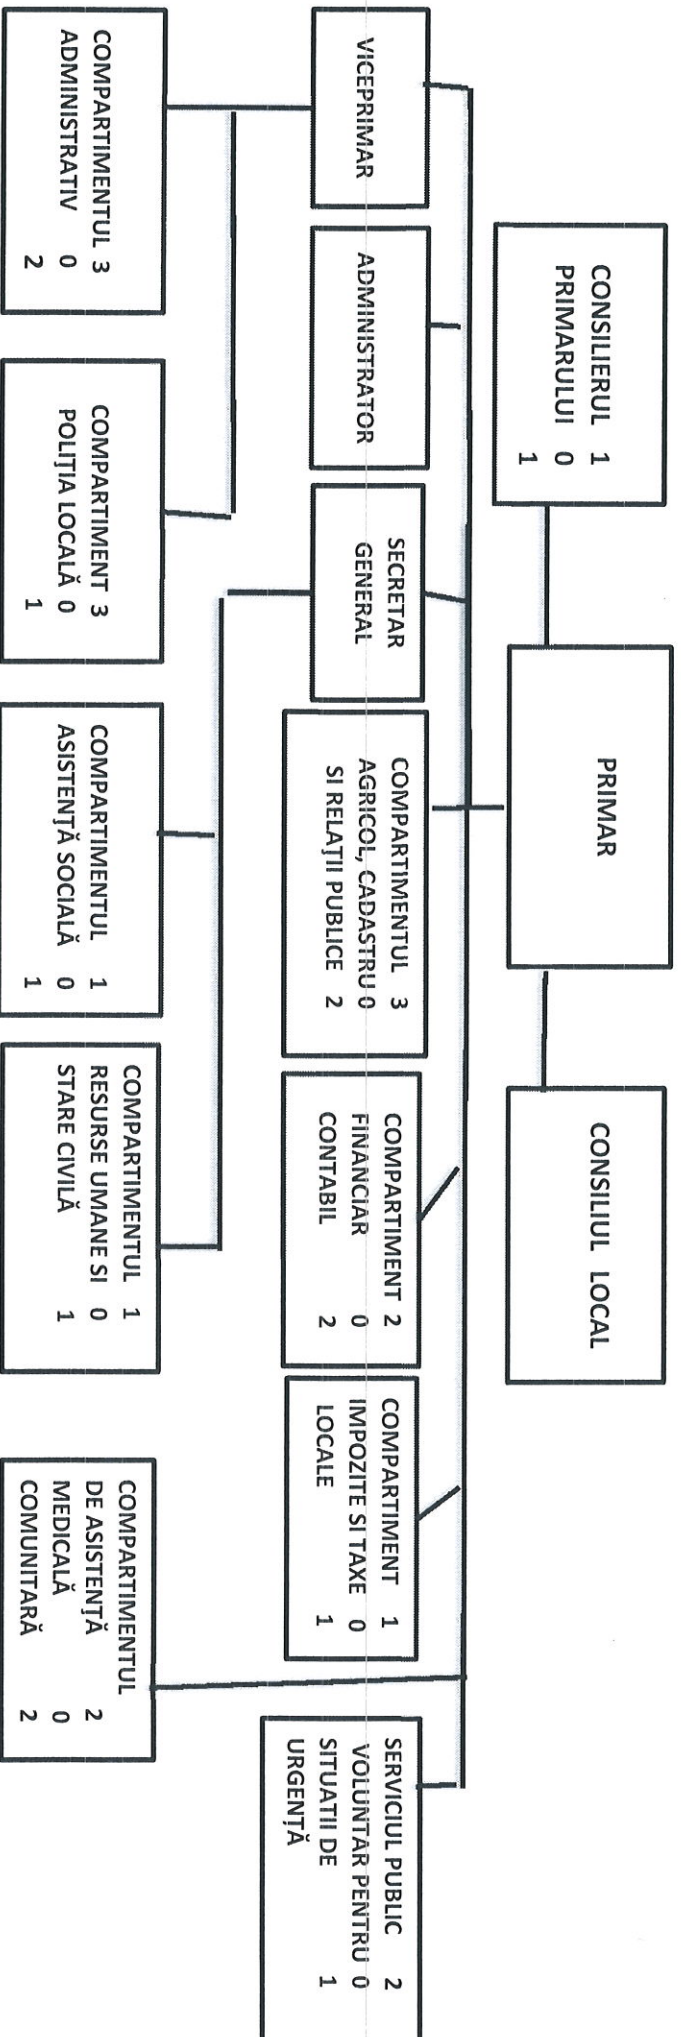 CONSILIERUL 1
PRIMARULUI 0
1
PRIMAR
CONSILIUL LOCAL
VICEPRIMAR
ADMINISTRATOR
SECRETAR
GENERAL
COMPARTIMENTUL 3
AGRICOL, CADASTRU 0
SI RELAȚII PUBLICE 2
COMPARTIMENT 2
FINANCIAR 0
CONTABIL 2
COMPARTIMENT 1
IMPOZITE SI TAXE 0
LOCALE 1
SERVICIUL PUBLIC 2
VOLUNTAR PENTRU 0
SITUATII DE 1
URGENȚĂ
COMPARTIMENTUL 3
ADMINISTRATIV 0
2
COMPARTIMENT 3
POLIȚIA LOCALĂ 0
1
COMPARTIMENTUL 1
ASISTENȚĂ SOCIALĂ 0
1
COMPARTIMENTUL 1
RESURSE UMANE SI 0
STARE CIVILĂ 1
COMPARTIMENTUL
DE ASISTENȚĂ 2
MEDICALĂ 0
COMUNITARĂ 2